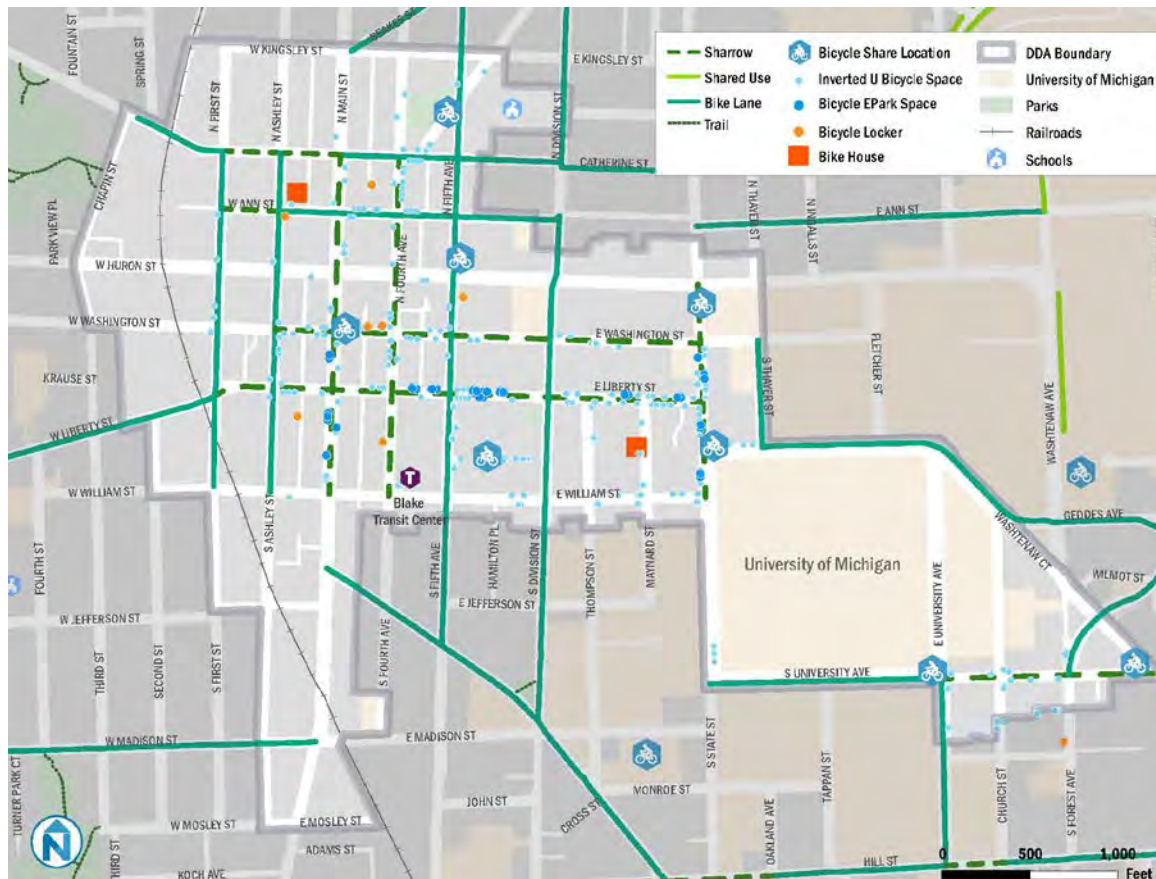 FOUNTAIN ST
SPRING ST
W KINGSLEY ST
BEAKES ST
E KINGSLEY ST
N FIRST ST
N ASHLEY ST
N MAIN ST
N DIVISION ST
CATHERINE ST
CHAPIN ST
PARK VIEW PL
W ANN ST
N FOURTH AVE
N FIFTH AVE
N THAYER ST
N INGALLS ST
E ANN ST
Sharrow
Shared Use
Bike Lane
Trail
Bicycle Share Location
Inverted U Bicycle Space
Bicycle EPark Space
Bicycle Locker
Bike House
DDA Boundary
University of Michigan
Parks
Railroads
Schools
W HURON ST
W WASHINGTON ST
E WASHINGTON ST
KRAUSE ST
E LIBERTY ST
W LIBERTY ST
S THAYER ST
FLETCHER ST
WASHTENAW AVE
W WILLIAM ST
T
Blake
Transit Center
E WILLIAM ST
S ASHLEY ST
FOURTH ST
S FIFTH AVE
HAMILTON PL
S DIVISION ST
THOMPSON ST
MAYNARD ST
University of Michigan
E UNIVERSITY AVE
WASHTENAW CT
GEDDES AVE
WILMOT ST
W JEFFERSON ST
E JEFFERSON ST
THIRD ST
SECOND ST
S FIRST ST
S FOURTH AVE
S UNIVERSITY AVE
W MADISON ST
E MADISON ST
S STATE ST
TAPPAN ST
CHURCH ST
S FOREST AVE
TURNER PARK CT
JOHN ST
MONROE ST
CROSS ST
OAKLAND AVE
W MOSLEY ST
E MOSLEY ST
ADAMS ST
THIRD ST
KOCH AVE
HILL ST
N
0 500 1,000
Feet